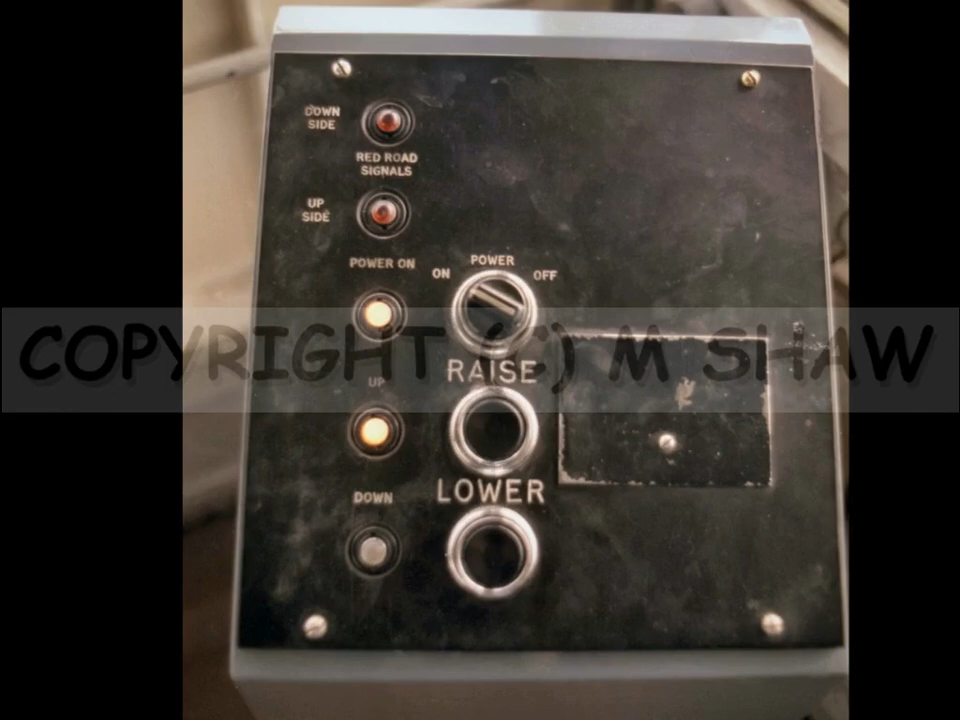 DOWN
SIDE
RED ROAD
SIGNALS
UP
SIDE
POWER ON
POWER
ON
OFF
COPYRIGHT (C) M SHAW
RAISE
UP
LOWER
DOWN